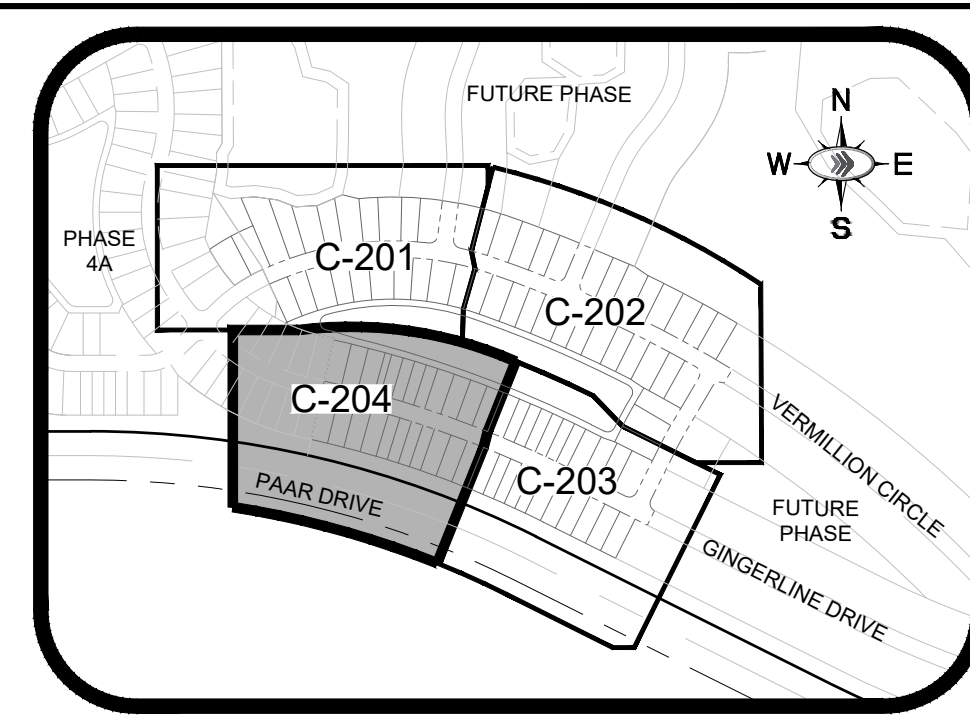 FUTURE PHASE
N
W
E
S
PHASE
4A
C-201
C-202
C-204
C-203
PAAR DRIVE
VERMILLION CIRCLE
FUTURE
PHASE
GINGERLINE DRIVE